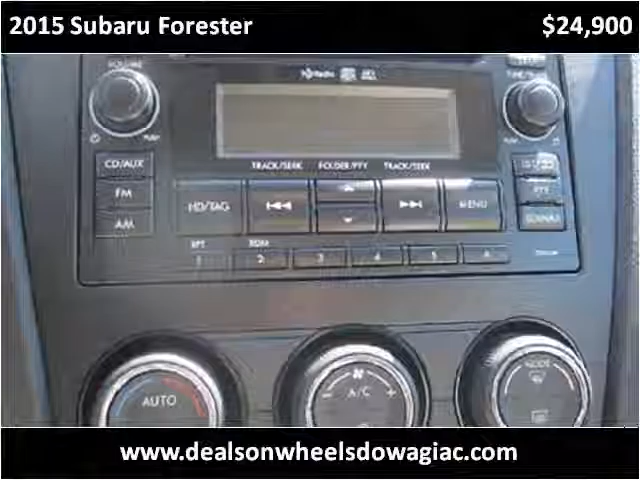 2015 Subaru Forester $24,900
VOLUME
TRACK/SEEK FOLDER/PTY TRACK/SEEK
CD/AUX
FM
AM
HD/TAG MENU
PTY
RPT RDM
1 2 3 4 5 6
AUTO
A/C
- +
MODE
www.dealsonwheelsdowagiac.com